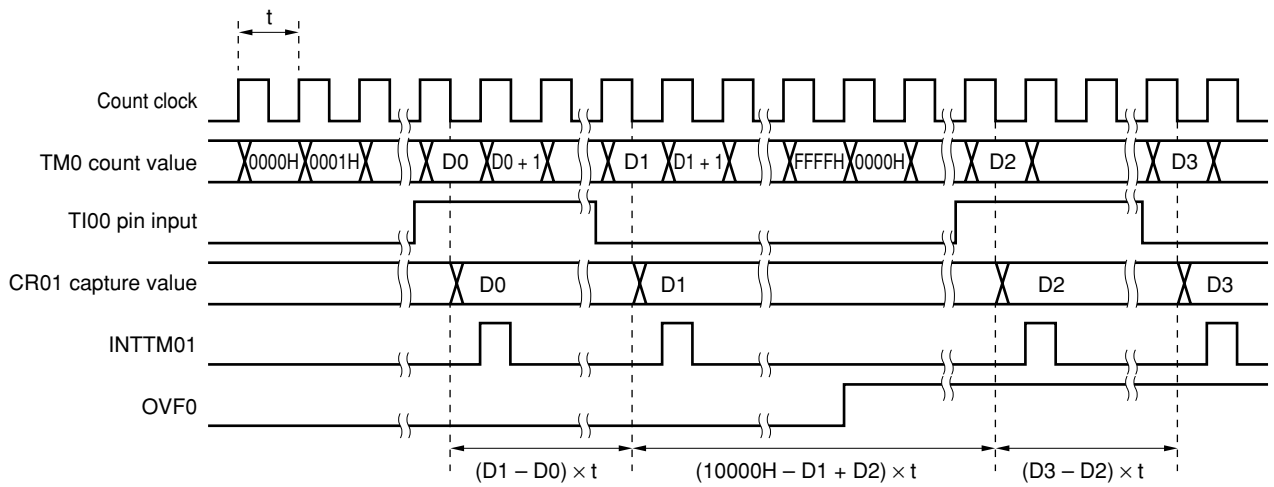 t
Count clock
TM0 count value 0000H 0001H D0 D0 + 1 D1 D1 + 1 FFFFH 0000H D2 D3
TI00 pin input
CR01 capture value D0 D1 D2 D3
INTTM01
OVF0
(D1 – D0) × t (10000H – D1 + D2) × t (D3 – D2) × t